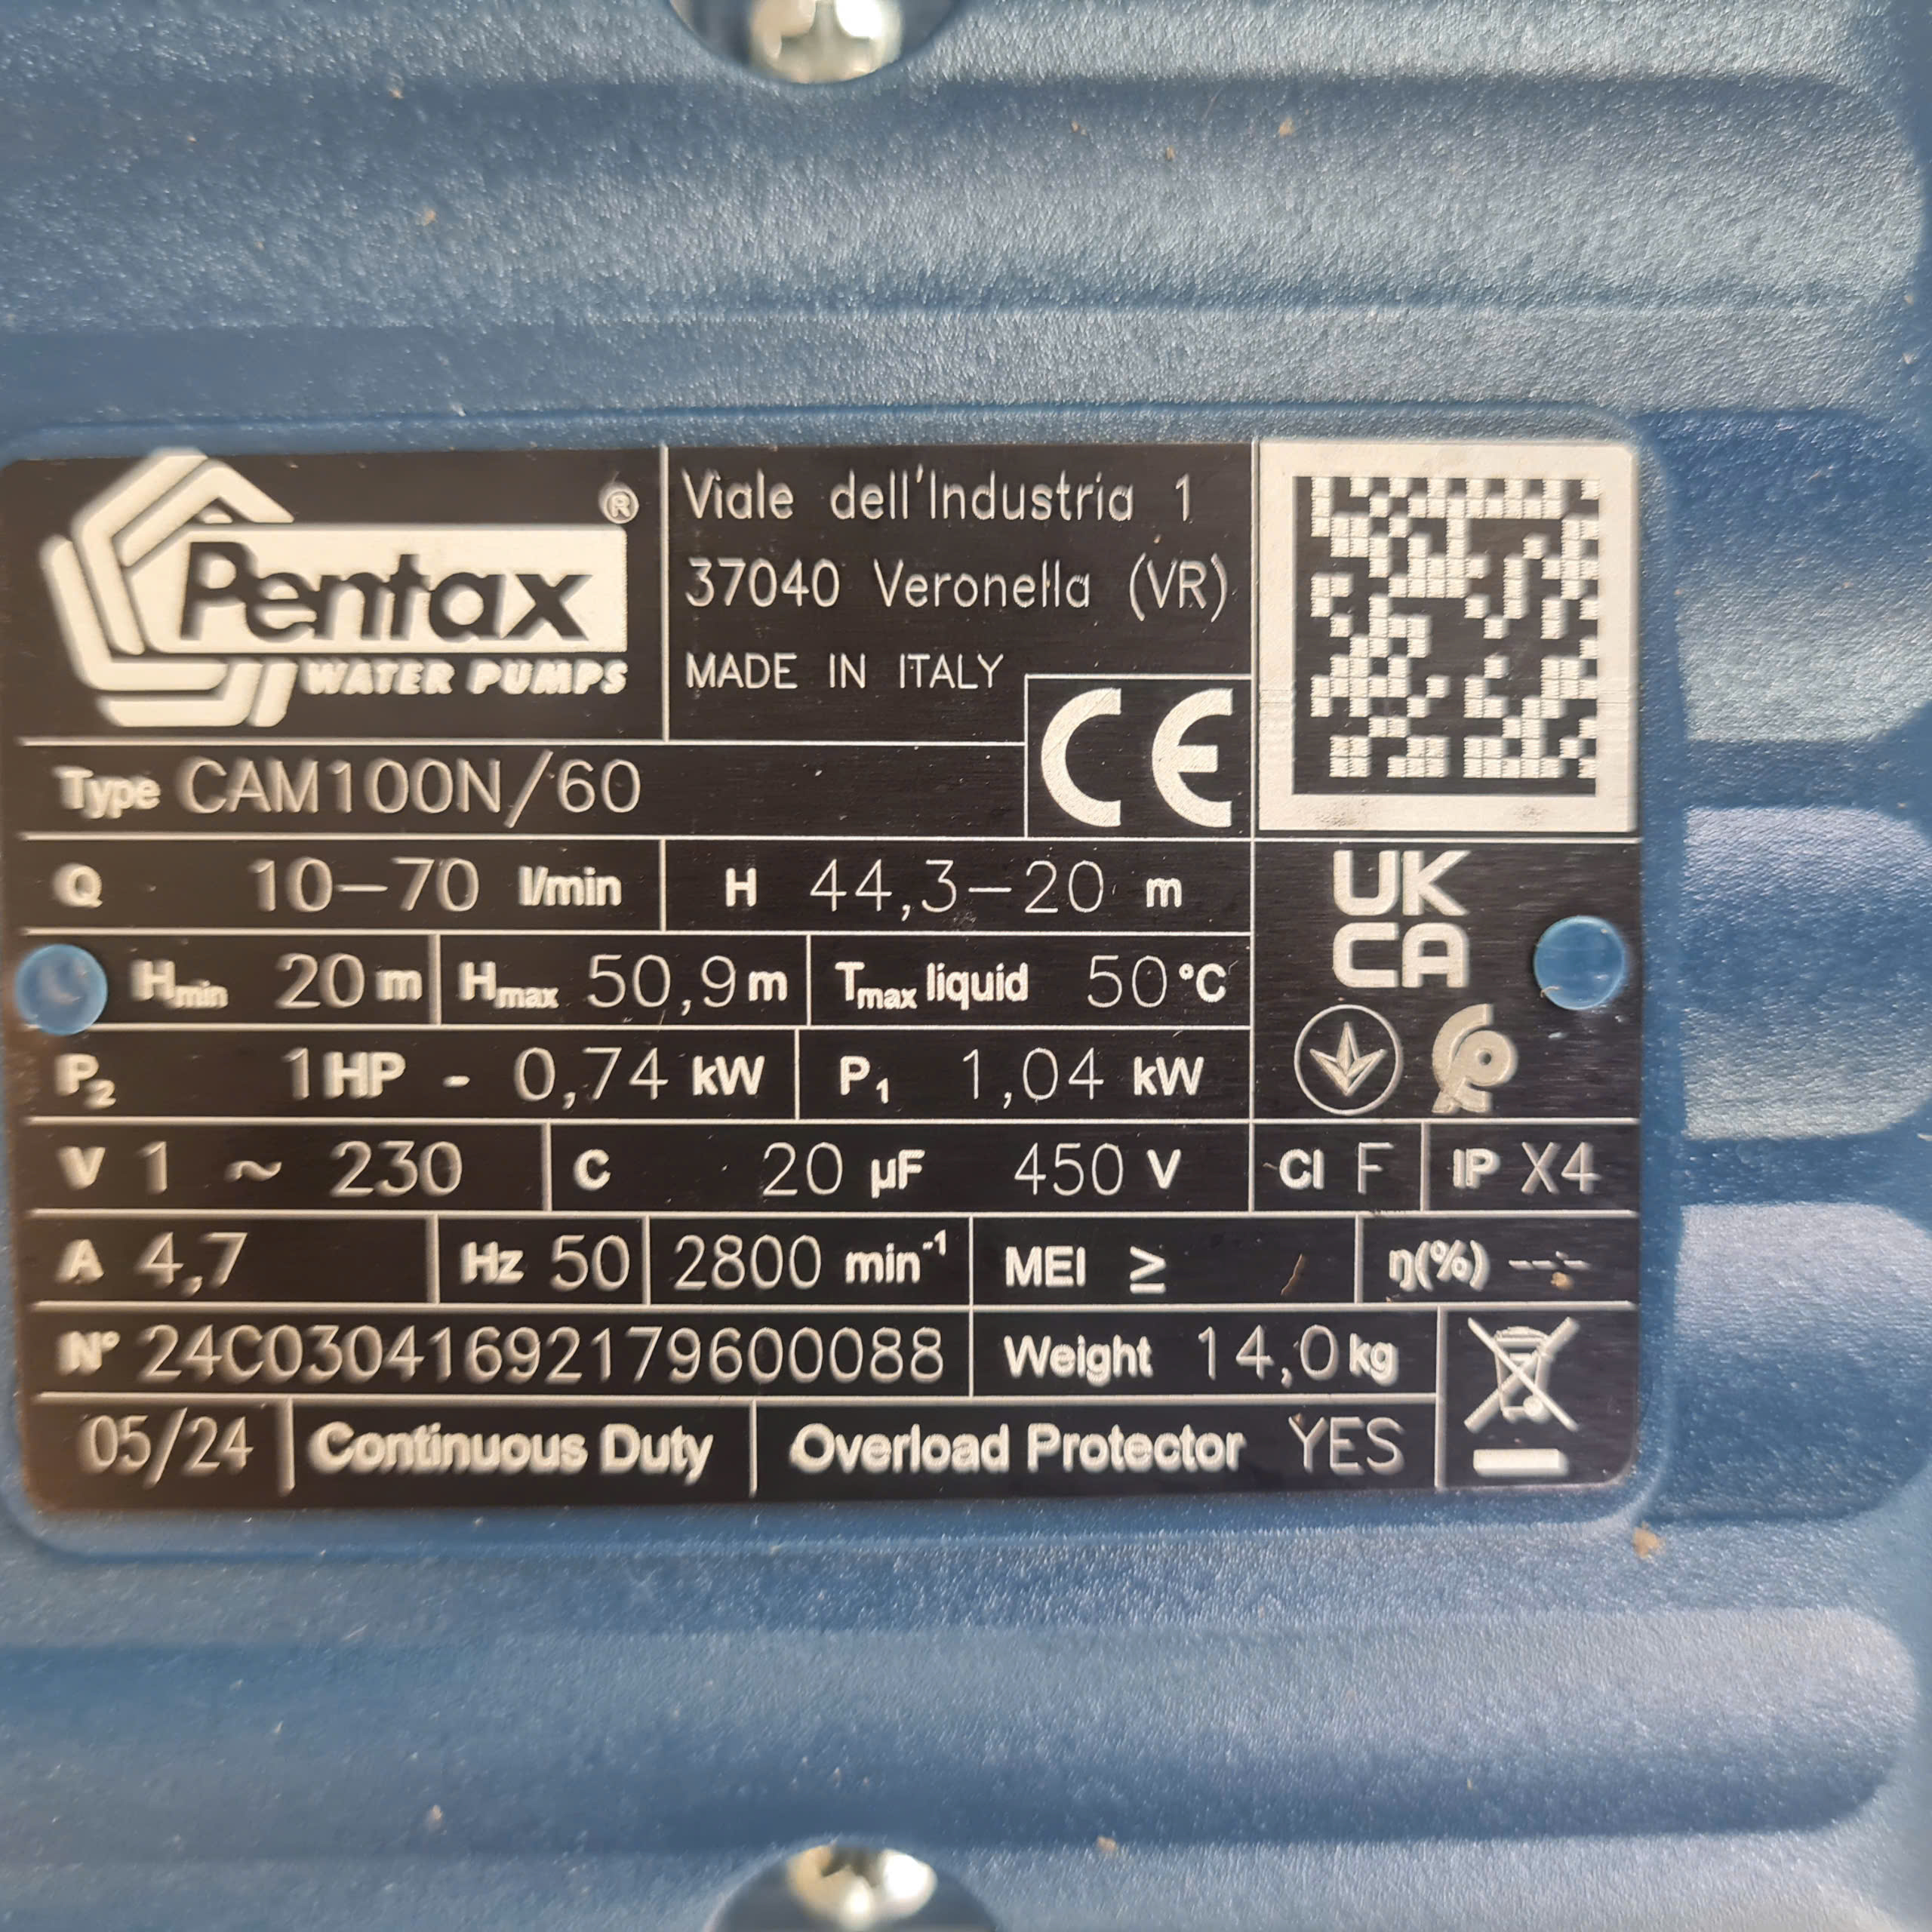 Pentax ®
WATER PUMPS
Viale dell'Industria 1
37040 Veronella (VR)
MADE IN ITALY
CE
Type CAM100N/60
Q 10-70 l/min H 44,3-20 m
UK
CA
Hmin 20 m Hmax 50,9 m Tmax liquid 50 °C
P2 1 HP - 0,74 kW P1 1,04 kW
V 1 ~ 230 C 20 µF 450 V Cl F IP X4
A 4,7 Hz 50 2800 min-1 MEI ≥ η(%) ---
N° 24C03041692179600088 Weight 14,0 kg
05/24 Continuous Duty Overload Protector YES